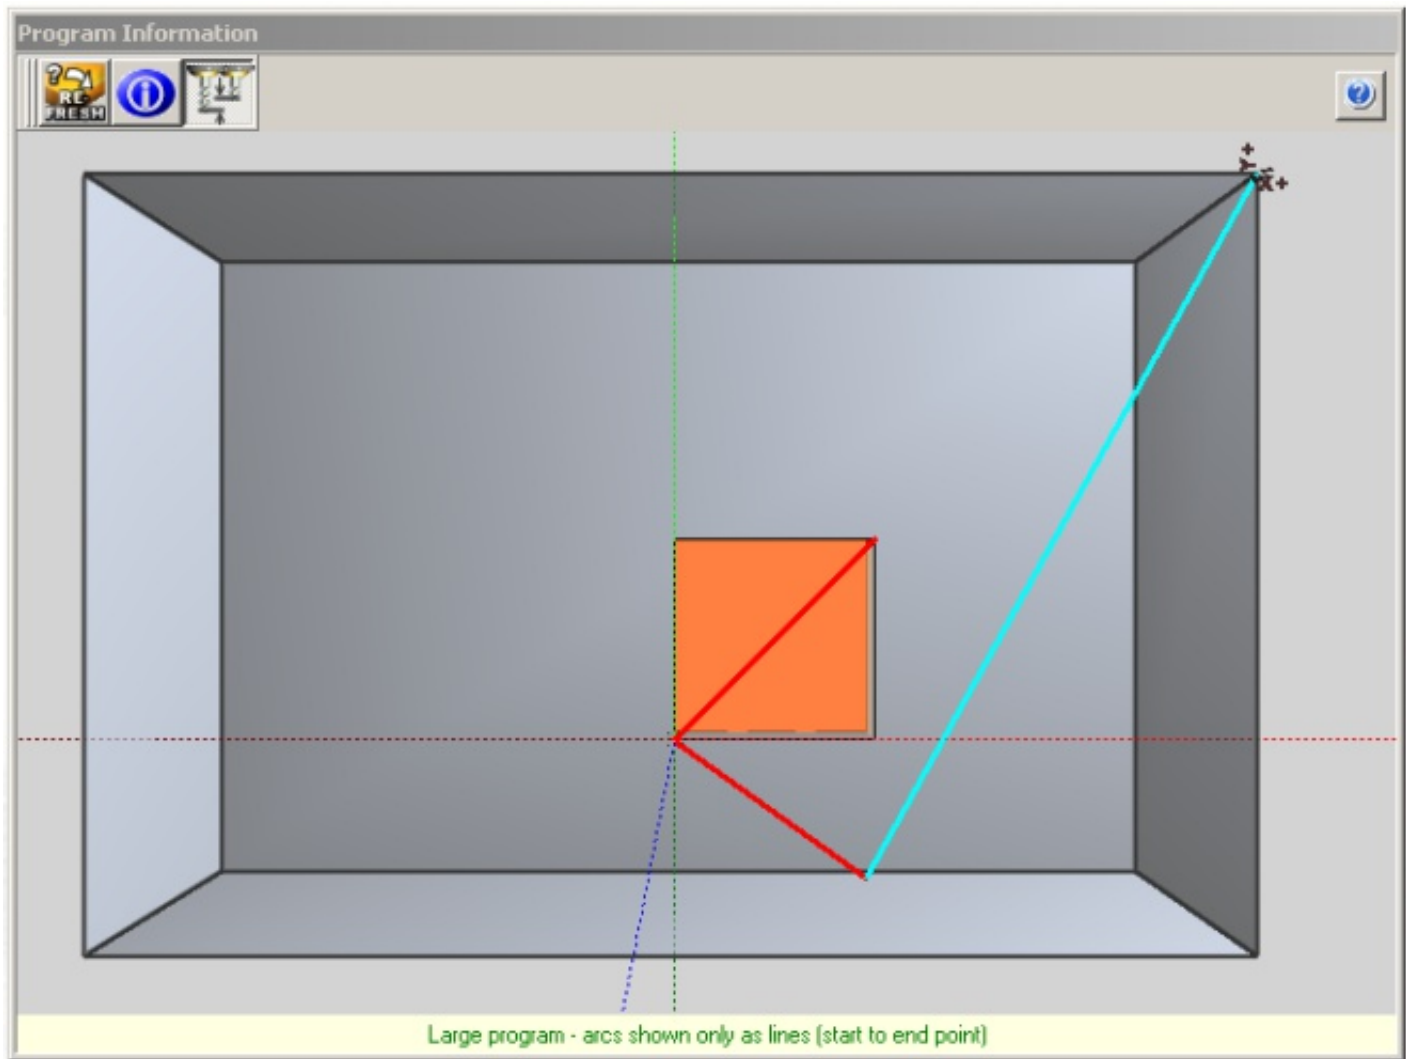 Program Information
?
RE-
FRESH
i
?
Y+
X+
Large program - arcs shown only as lines (start to end point)